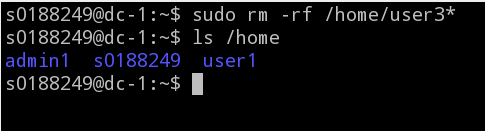 s0188249@dc-1:~$ sudo rm -rf /home/user3*
s0188249@dc-1:~$ ls /home
admin1  s0188249  user1
s0188249@dc-1:~$